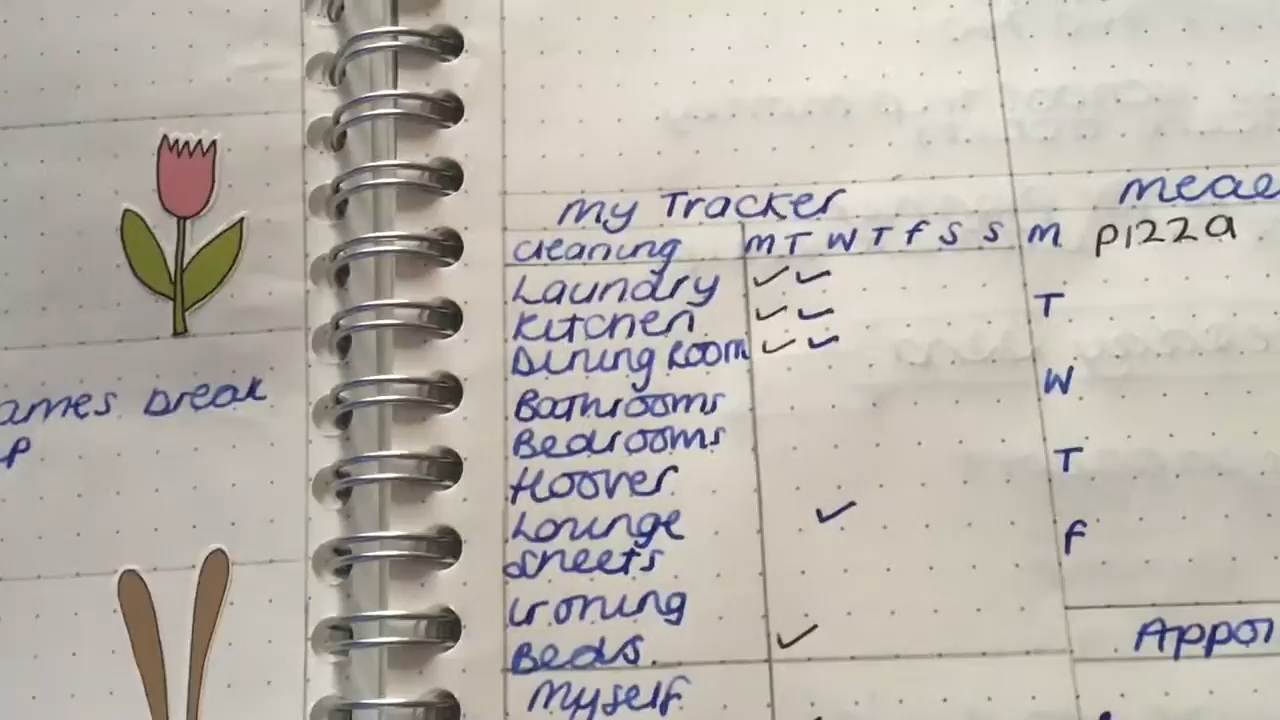 ames break
P
My Tracker
cleaning M T W T F S S
Laundry
Kitchen
Dining Room
Bathrooms
Bedrooms
Hoover
Lounge
Sheets
Ironing
Beds
Myself
Meal
M pizza
T
W
T
F
Appoi